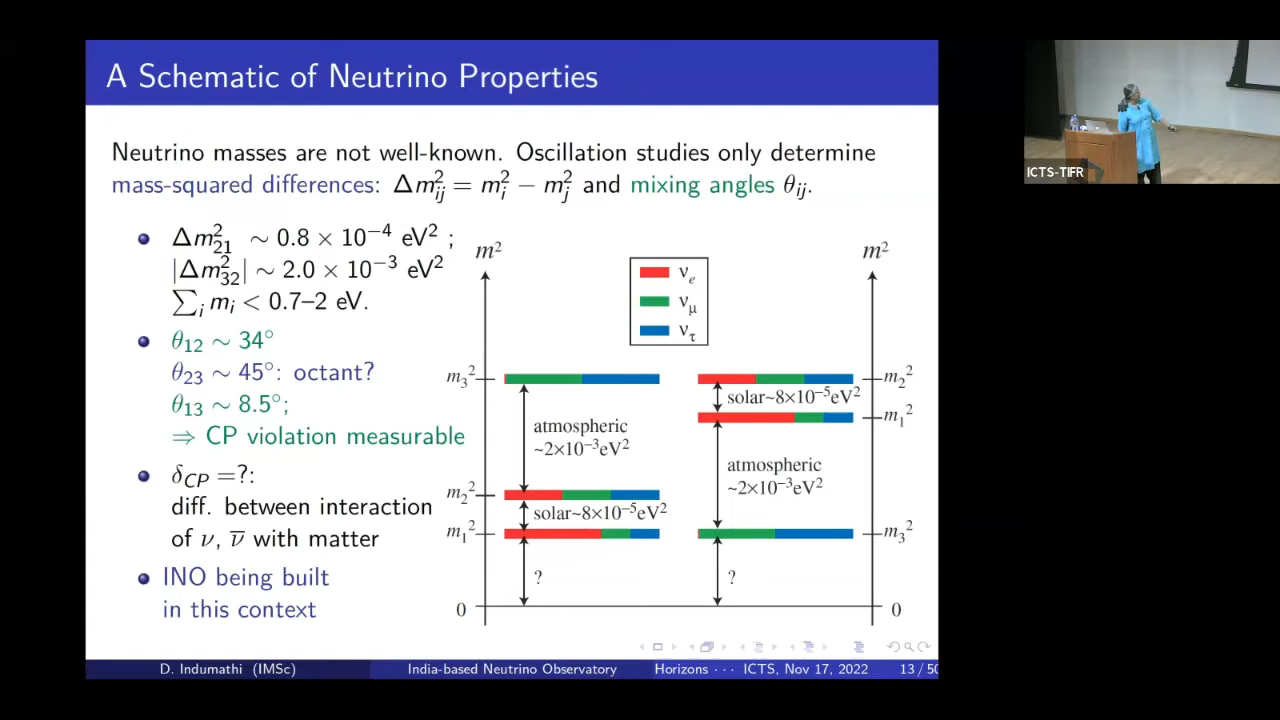 A Schematic of Neutrino Properties
Neutrino masses are not well-known. Oscillation studies only determine
mass-squared differences: Δm²ᵢⱼ = m²ᵢ − m²ⱼ and mixing angles θᵢⱼ.
Δm²₂₁ ∼ 0.8 × 10⁻⁴ eV² ;
|Δm²₃₂| ∼ 2.0 × 10⁻³ eV²
∑ᵢ mᵢ < 0.7–2 eV.
θ₁₂ ∼ 34°
θ₂₃ ∼ 45°: octant?
θ₁₃ ∼ 8.5°;
⇒ CP violation measurable
δ_CP =?:
diff. between interaction
of ν, ν̅ with matter
INO being built
in this context
m²
m²
νₑ
ν_μ
ν_τ
m₃²
m₂²
m₁²
0
atmospheric
~2×10⁻³eV²
solar~8×10⁻⁵eV²
?
solar~8×10⁻⁵eV²
atmospheric
~2×10⁻³eV²
?
m₂²
m₁²
m₃²
0
D. Indumathi (IMSc)
India-based Neutrino Observatory
Horizons · · · ICTS, Nov 17, 2022
13 / 50
ICTS-TIFR